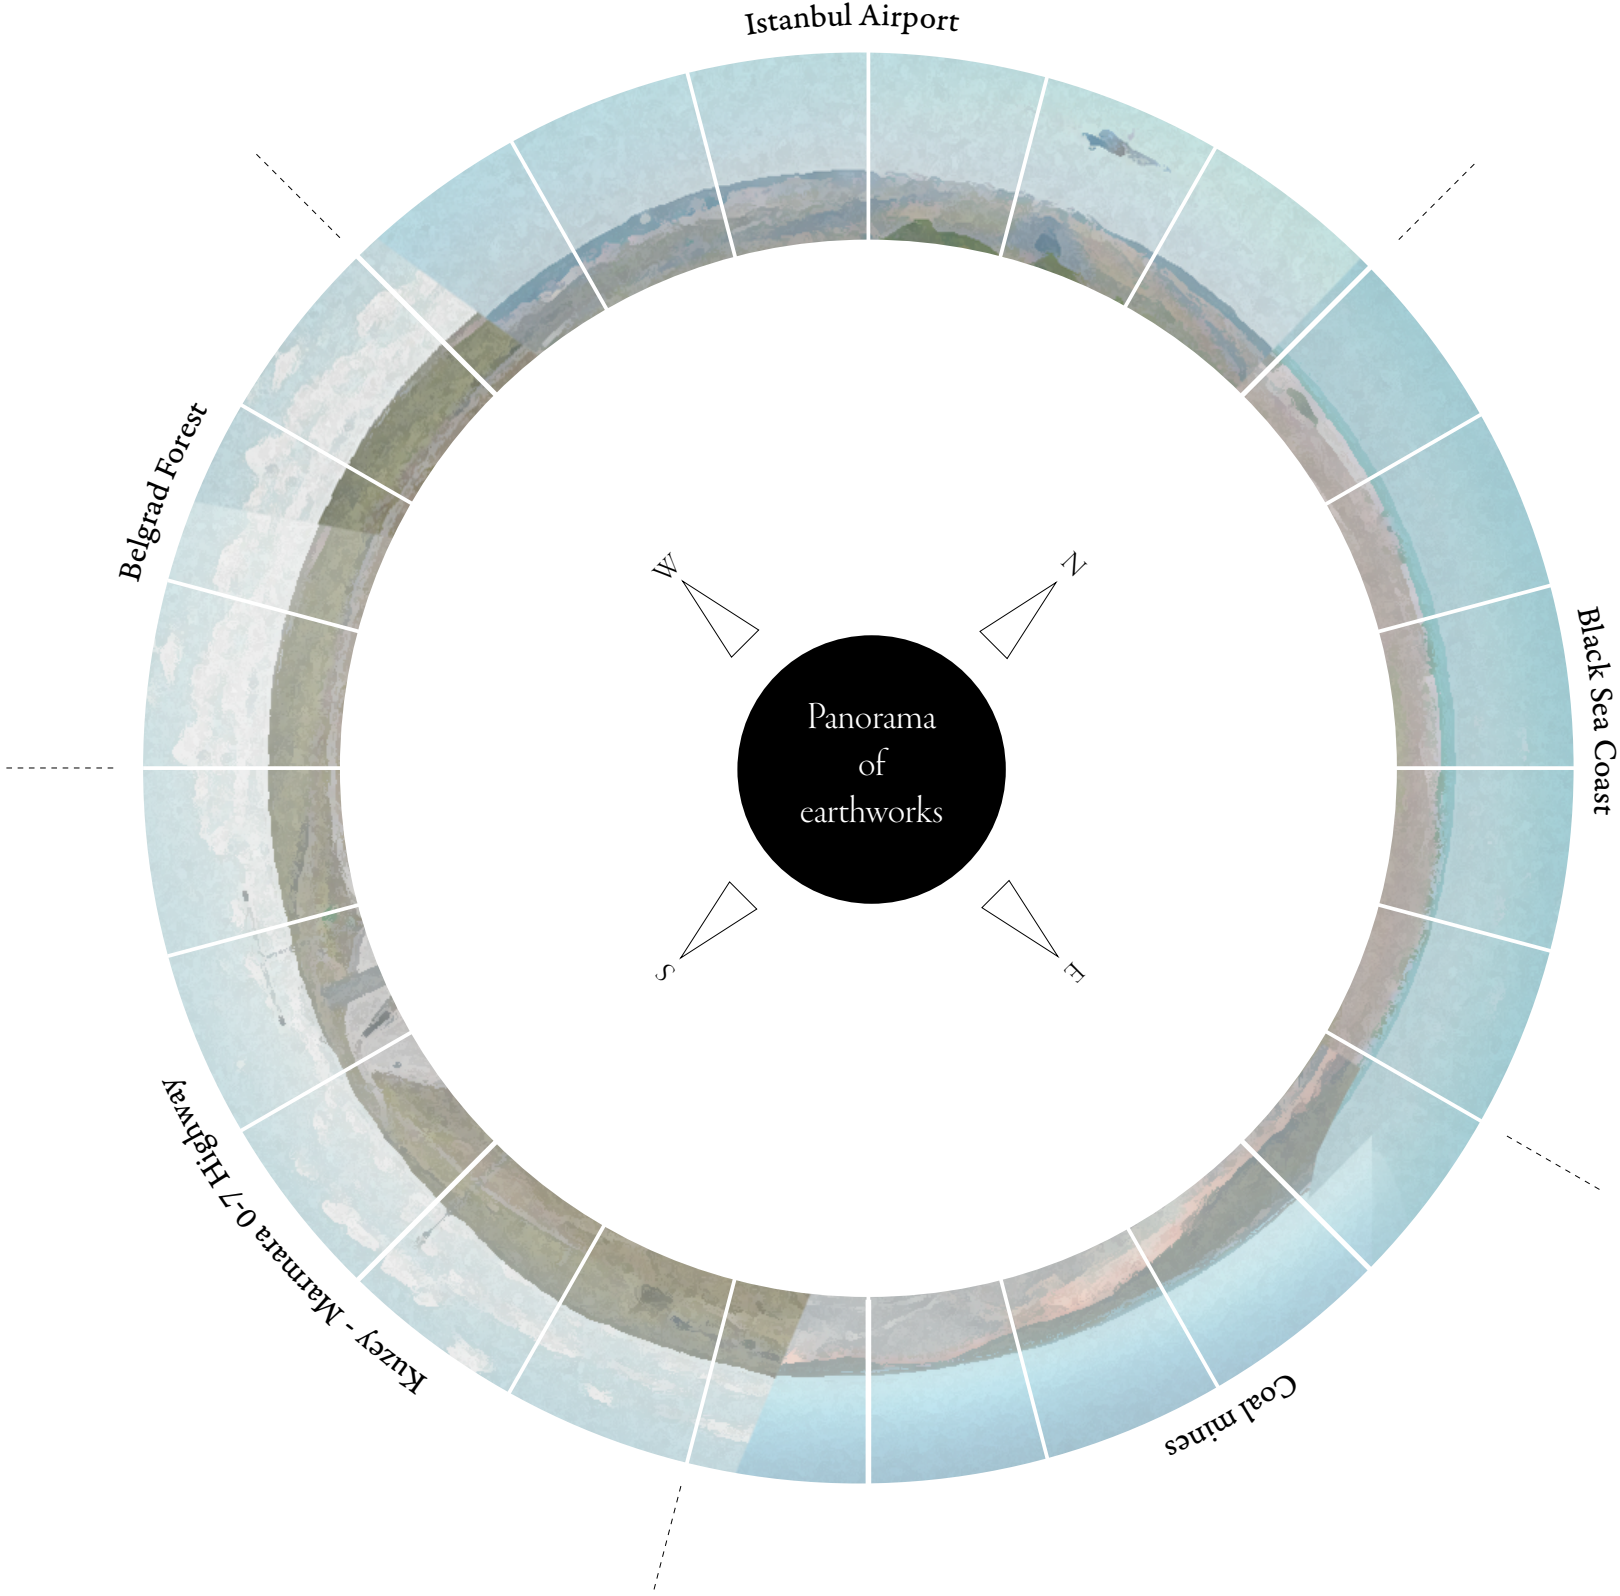 Istanbul Airport
Belgrad Forest
Black Sea Coast
W
N
Panorama
of
earthworks
S
E
Kuzey - Marmara 0-7 Highway
Coal mines